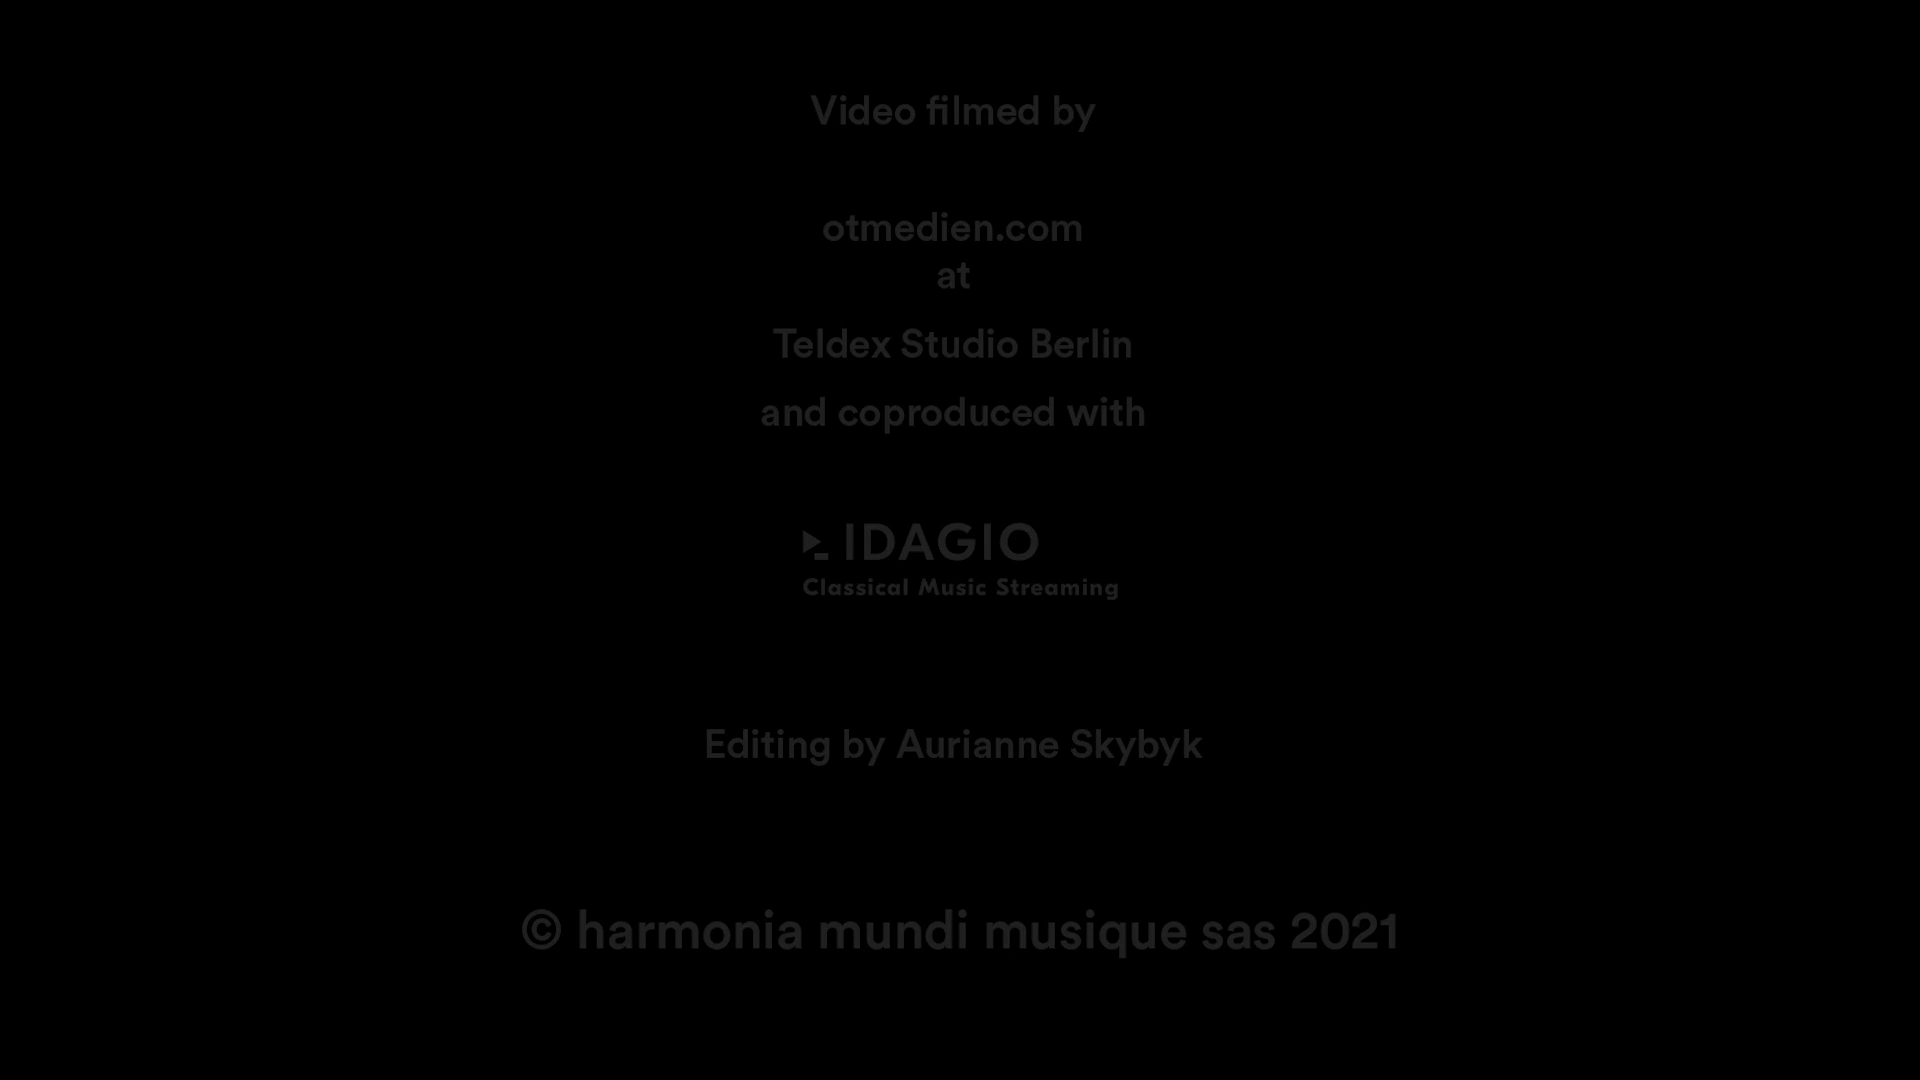 Video filmed by
otmedien.com
at
Teldex Studio Berlin
and coproduced with
IDAGIO
Classical Music Streaming
Editing by Aurianne Skybyk
© harmonia mundi musique sas 2021